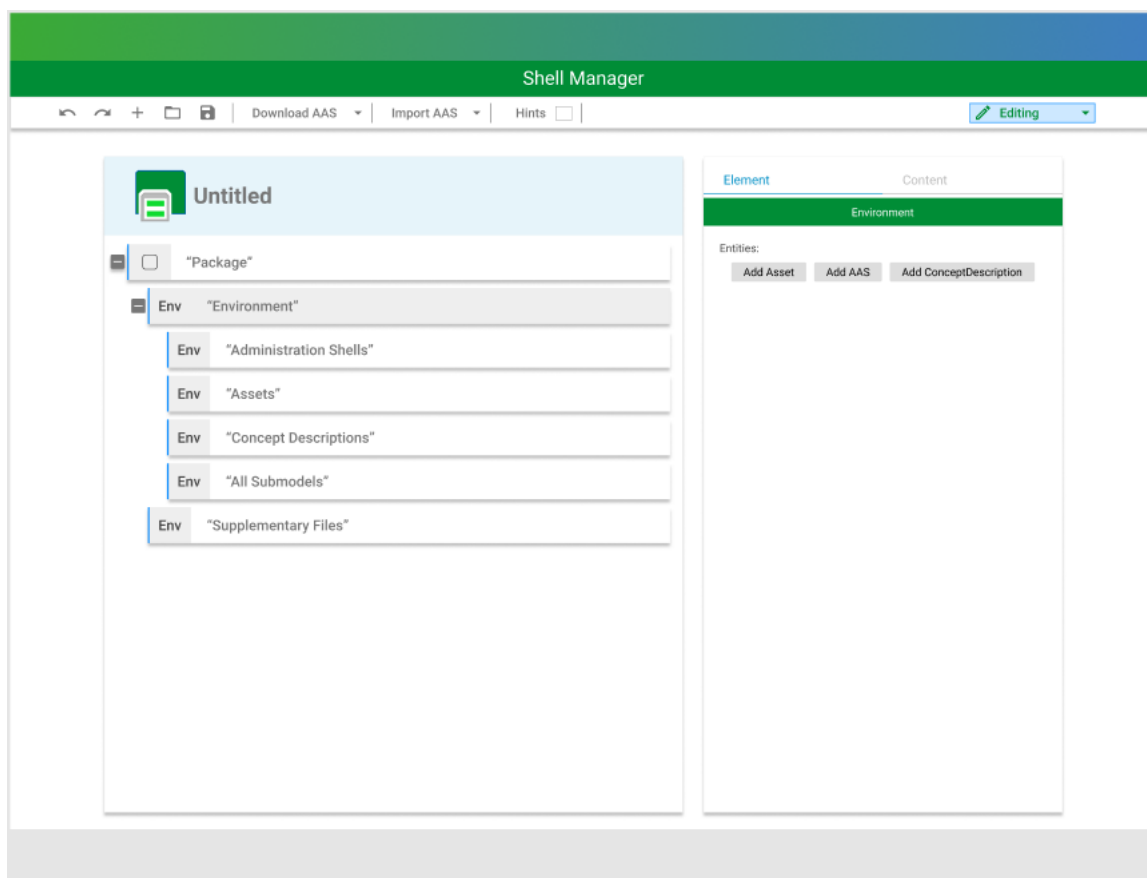 Shell Manager
Download AAS Import AAS Hints Editing
Untitled
“Package”
Env “Environment”
Env “Administration Shells”
Env “Assets”
Env “Concept Descriptions”
Env “All Submodels”
Env “Supplementary Files”
Element Content
Environment
Entities:
Add Asset Add AAS Add ConceptDescription